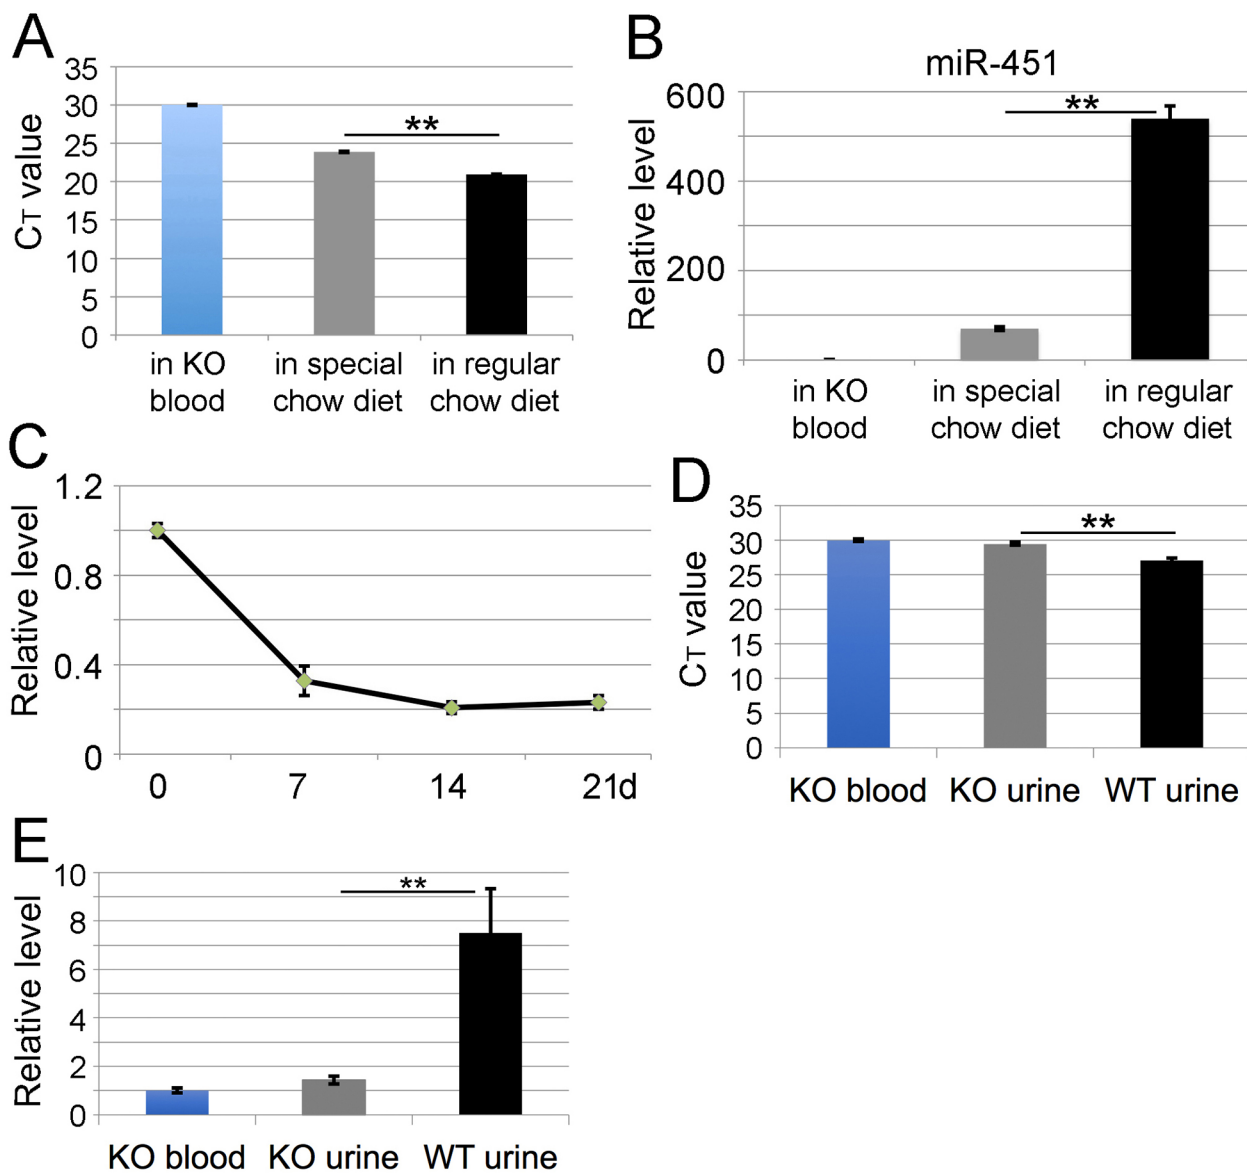 A
35
30
25
20
15
10
5
0
CT value
**
in KO
blood
in special
chow diet
in regular
chow diet
B
miR-451
600
400
200
0
Relative level
**
in KO
blood
in special
chow diet
in regular
chow diet
C
1.2
0.8
0.4
0
Relative level
0 7 14 21d
D
35
30
25
20
15
10
5
0
CT value
**
KO blood KO urine WT urine
E
10
8
6
4
2
0
Relative level
**
KO blood KO urine WT urine